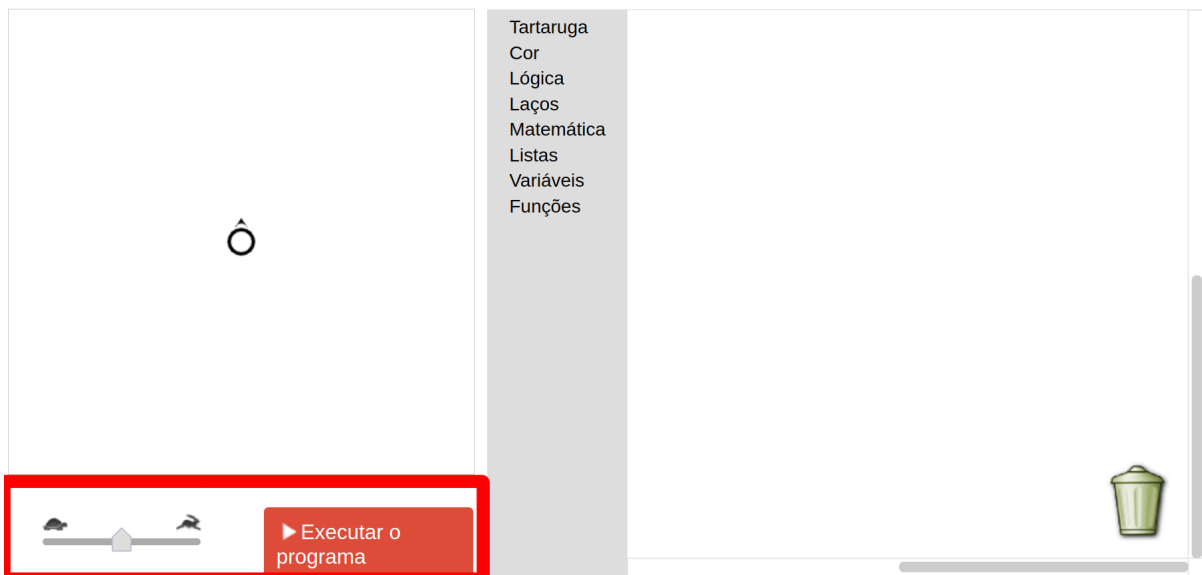 Tartaruga
Cor
Lógica
Laços
Matemática
Listas
Variáveis
Funções
Executar o
programa